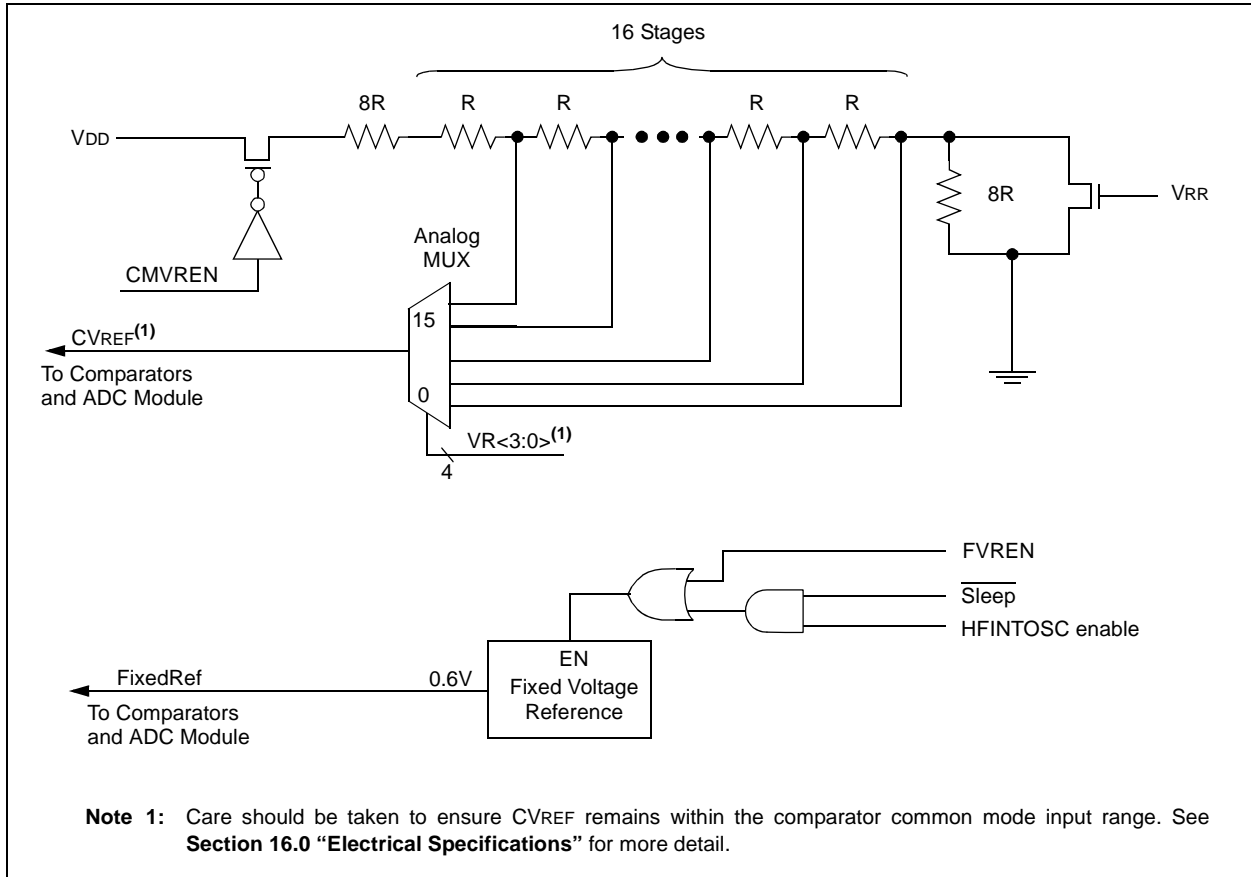 16 Stages
8R R R R R
VDD
8R
VRR
Analog
MUX
CMVREN
15
CVREF(1)
To Comparators
and ADC Module
0
VR<3:0>(1)
4
FVREN
Sleep
HFINTOSC enable
EN
FixedRef 0.6V Fixed Voltage
Reference
To Comparators
and ADC Module
Note 1: Care should be taken to ensure CVREF remains within the comparator common mode input range. See
Section 16.0 “Electrical Specifications” for more detail.